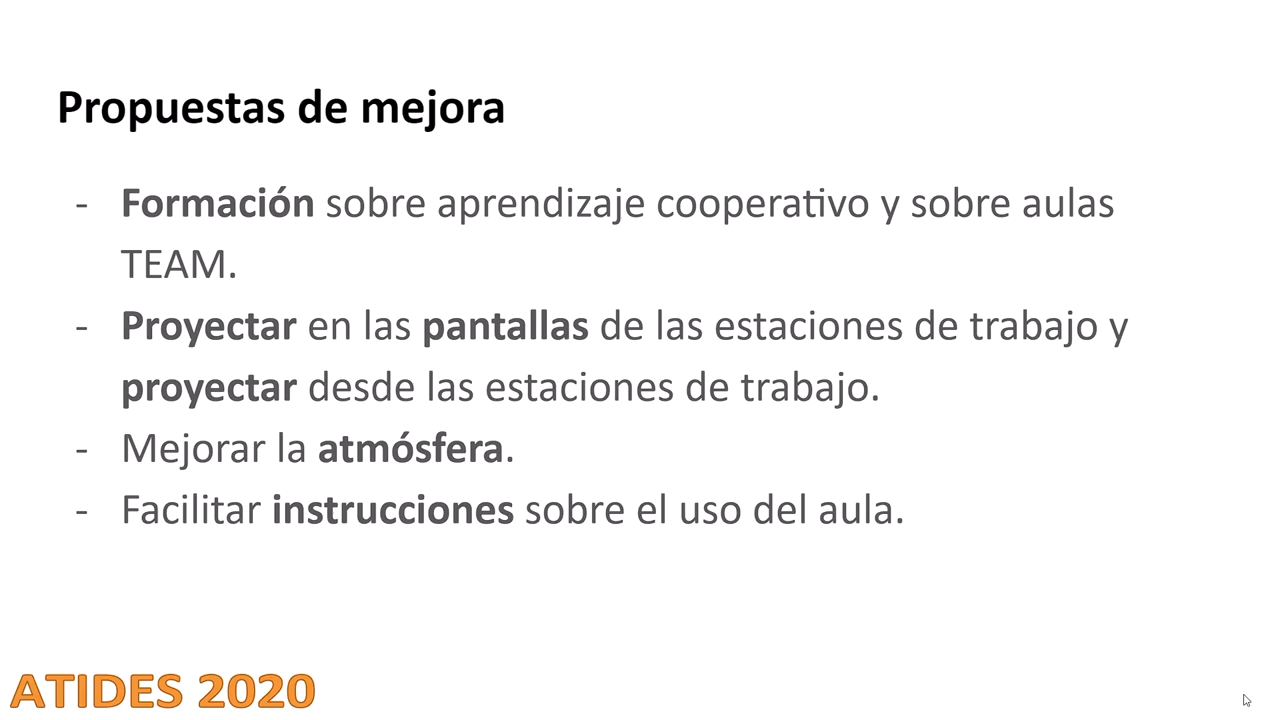 Propuestas de mejora
- Formación sobre aprendizaje cooperativo y sobre aulas
TEAM.
- Proyectar en las pantallas de las estaciones de trabajo y
proyectar desde las estaciones de trabajo.
- Mejorar la atmósfera.
- Facilitar instrucciones sobre el uso del aula.
ATIDES 2020